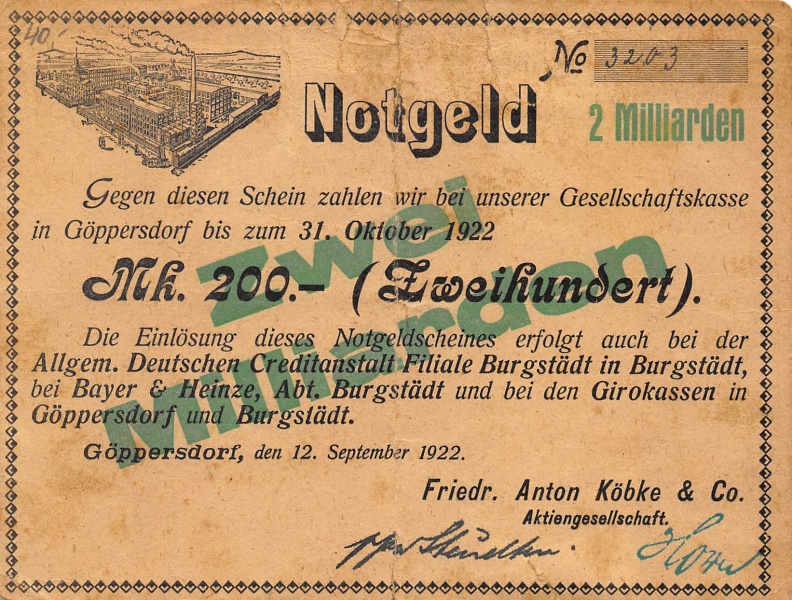 40.-
No 3203
Notgeld
2 Milliarden
Gegen diesen Schein zahlen wir bei unserer Gesellschaftskasse
in Göppersdorf bis zum 31. Oktober 1922
Mk. 200.- (Zweihundert).
Zwei
Milliarden
Die Einlösung dieses Notgeldscheines erfolgt auch bei der
Allgem. Deutschen Creditanstalt Filiale Burgstädt in Burgstädt,
bei Bayer & Heinze, Abt. Burgstädt und bei den Girokassen in
Göppersdorf und Burgstädt.
Göppersdorf, den 12. September 1922.
Friedr. Anton Köbke & Co.
Aktiengesellschaft.